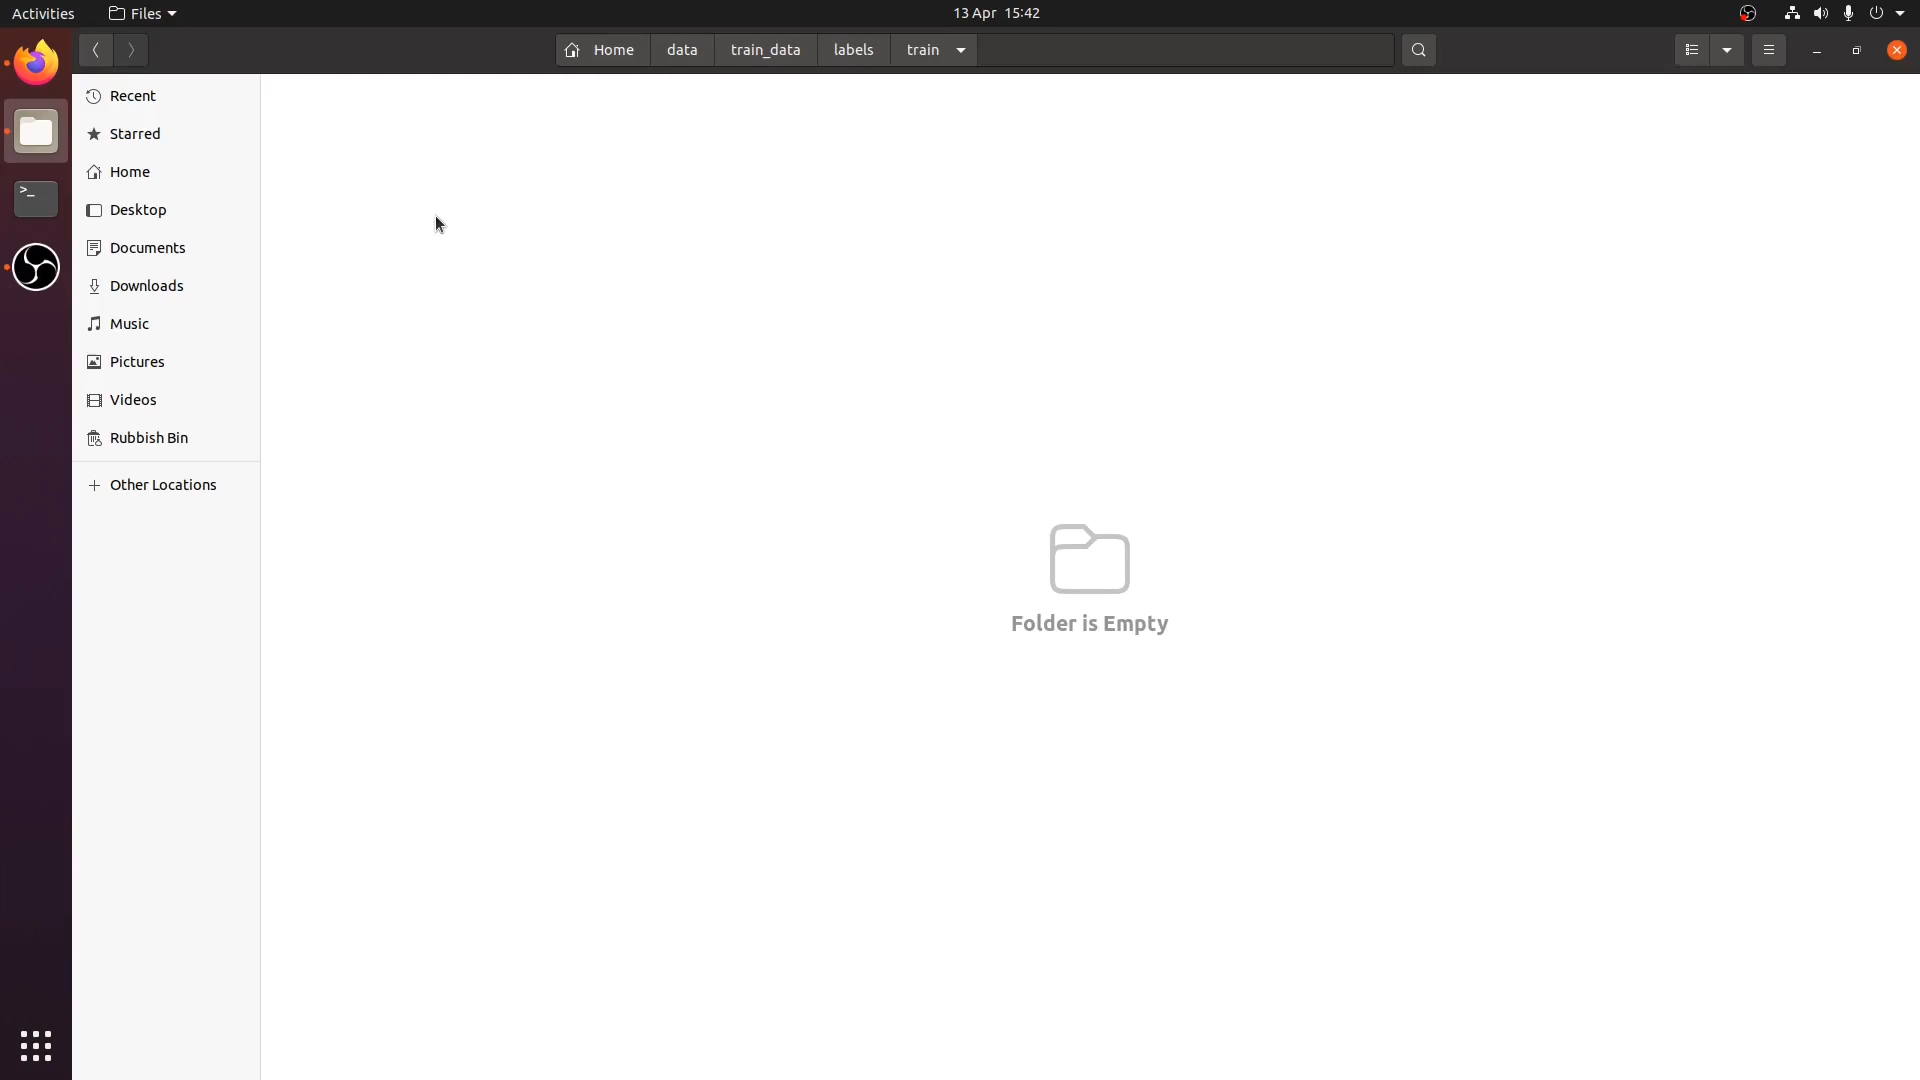 Activities Files 13 Apr 15:42
Home data train_data labels train
Recent
Starred
Home
Desktop
Documents
Downloads
Music
Pictures
Videos
Rubbish Bin
Other Locations
Folder is Empty